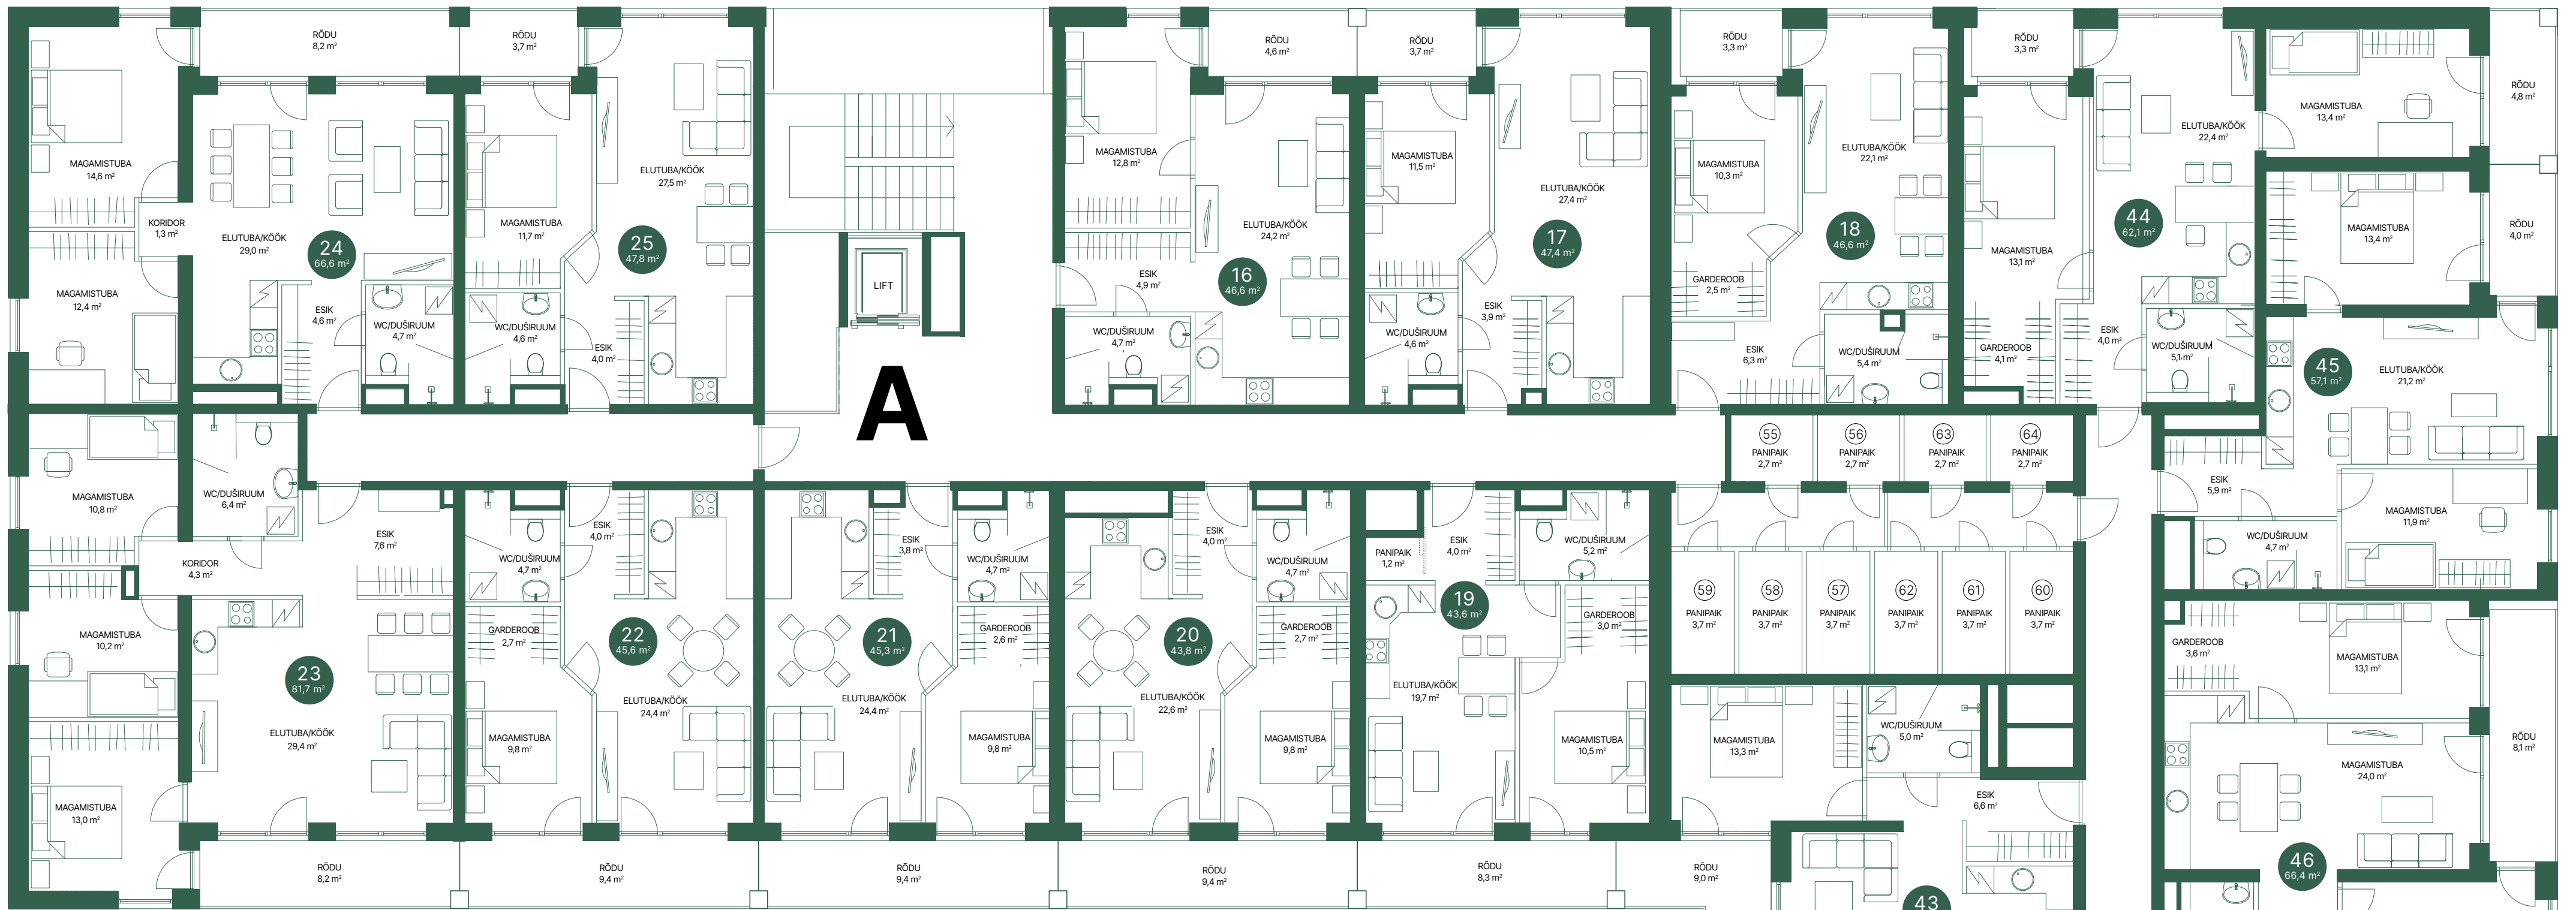 RÕDU
8,2 m²
RÕDU
3,7 m²
MAGAMISTUBA
14,6 m²
KORIDOR
1,3 m²
ELUTUBA/KÖÖK
29,0 m²
24
66,6 m²
MAGAMISTUBA
12,4 m²
ESIK
4,6 m²
WC/DUŠIRUUM
4,7 m²
MAGAMISTUBA
11,7 m²
ELUTUBA/KÖÖK
27,5 m²
25
47,8 m²
WC/DUŠIRUUM
4,6 m²
ESIK
4,0 m²
LIFT
A
RÕDU
4,6 m²
RÕDU
3,7 m²
MAGAMISTUBA
12,8 m²
ELUTUBA/KÖÖK
24,2 m²
16
46,6 m²
ESIK
4,9 m²
WC/DUŠIRUUM
4,7 m²
MAGAMISTUBA
11,5 m²
ELUTUBA/KÖÖK
27,4 m²
17
47,4 m²
ESIK
3,9 m²
WC/DUŠIRUUM
4,6 m²
RÕDU
3,3 m²
MAGAMISTUBA
10,3 m²
ELUTUBA/KÖÖK
22,1 m²
18
46,6 m²
GARDEROOB
2,5 m²
ESIK
6,3 m²
WC/DUŠIRUUM
5,4 m²
RÕDU
3,3 m²
ELUTUBA/KÖÖK
22,4 m²
44
62,1 m²
MAGAMISTUBA
13,1 m²
GARDEROOB
4,1 m²
ESIK
4,0 m²
WC/DUŠIRUUM
5,1 m²
MAGAMISTUBA
13,4 m²
RÕDU
4,8 m²
MAGAMISTUBA
13,4 m²
RÕDU
4,0 m²
45
57,1 m²
ELUTUBA/KÖÖK
21,2 m²
ESIK
5,9 m²
MAGAMISTUBA
11,9 m²
WC/DUŠIRUUM
4,7 m²
55
PANIPAIK
2,7 m²
56
PANIPAIK
2,7 m²
63
PANIPAIK
2,7 m²
64
PANIPAIK
2,7 m²
59
PANIPAIK
3,7 m²
58
PANIPAIK
3,7 m²
57
PANIPAIK
3,7 m²
62
PANIPAIK
3,7 m²
61
PANIPAIK
3,7 m²
60
PANIPAIK
3,7 m²
MAGAMISTUBA
10,8 m²
WC/DUŠIRUUM
6,4 m²
ESIK
7,6 m²
KORIDOR
4,3 m²
MAGAMISTUBA
10,2 m²
23
81,7 m²
ELUTUBA/KÖÖK
29,4 m²
MAGAMISTUBA
13,0 m²
RÕDU
8,2 m²
ESIK
4,0 m²
WC/DUŠIRUUM
4,7 m²
GARDEROOB
2,7 m²
22
45,6 m²
ELUTUBA/KÖÖK
24,4 m²
MAGAMISTUBA
9,8 m²
RÕDU
9,4 m²
ESIK
3,8 m²
WC/DUŠIRUUM
4,7 m²
GARDEROOB
2,6 m²
21
45,3 m²
ELUTUBA/KÖÖK
24,4 m²
MAGAMISTUBA
9,8 m²
RÕDU
9,4 m²
ESIK
4,0 m²
WC/DUŠIRUUM
4,7 m²
GARDEROOB
2,7 m²
20
43,8 m²
ELUTUBA/KÖÖK
22,6 m²
MAGAMISTUBA
9,8 m²
RÕDU
9,4 m²
PANIPAIK
1,2 m²
ESIK
4,0 m²
WC/DUŠIRUUM
5,2 m²
19
43,6 m²
GARDEROOB
3,0 m²
ELUTUBA/KÖÖK
19,7 m²
MAGAMISTUBA
10,5 m²
RÕDU
8,3 m²
MAGAMISTUBA
13,3 m²
WC/DUŠIRUUM
5,0 m²
ESIK
6,6 m²
RÕDU
9,0 m²
43
GARDEROOB
3,6 m²
MAGAMISTUBA
13,1 m²
MAGAMISTUBA
24,0 m²
RÕDU
8,1 m²
46
66,4 m²